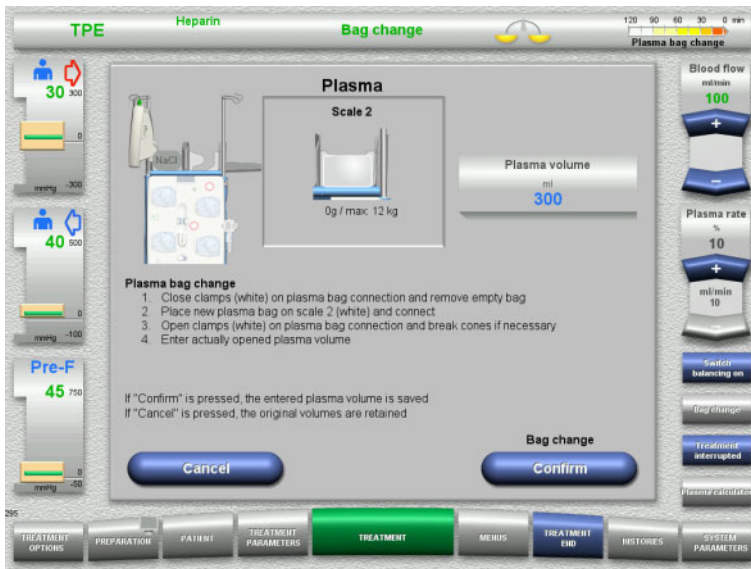 TPE
Heparin
Bag change
120 90 60 30 0 min
Plasma bag change
30 300
0
mmHg -300
40 500
0
mmHg -100
Pre-F
45 750
0
mmHg -50
Plasma
Scale 2
NaCl
0g / max: 12 kg
Plasma volume
ml
300
Plasma bag change
1. Close clamps (white) on plasma bag connection and remove empty bag
2. Place new plasma bag on scale 2 (white) and connect
3. Open clamps (white) on plasma bag connection and break cones if necessary
4. Enter actually opened plasma volume
If "Confirm" is pressed, the entered plasma volume is saved
If "Cancel" is pressed, the original volumes are retained
Bag change
Cancel
Confirm
Blood flow
ml/min
100
+
−
Plasma rate
%
10
+
ml/min
10
−
Switch
balancing on
Bag change
Treatment
interrupted
Plasma calculator
295
TREATMENT
OPTIONS
PREPARATION
PATIENT
TREATMENT
PARAMETERS
TREATMENT
MENUS
TREATMENT
END
HISTORIES
SYSTEM
PARAMETERS